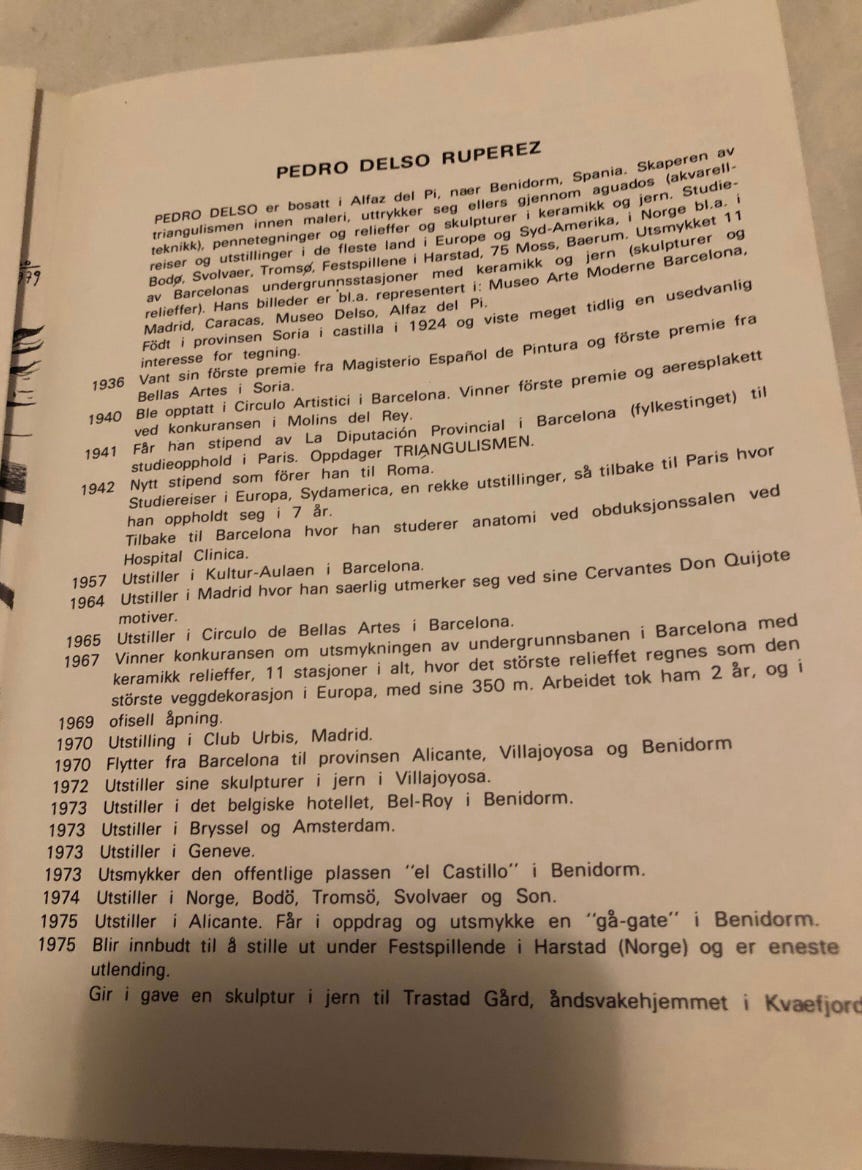 PEDRO DELSO RUPEREZ
PEDRO DELSO er bosatt i Alfaz del Pi, naer Benidorm, Spania. Skaperen av
triangulismen innen maleri, uttrykker seg ellers gjennom aguados (akvarell-
teknikk), pennetegninger og relieffer og skulpturer i keramikk og jern. Studie-
reiser og utstillinger i de fleste land i Europe og Syd-Amerika, i Norge bl.a. i
Bodø, Svolvaer, Tromsø, Festspillene i Harstad, 75 Moss, Baerum. Utsmykket 11
av Barcelonas undergrunnsstasjoner med keramikk og jern (skulpturer og
relieffer). Hans billeder er bl.a. representert i: Museo Arte Moderne Barcelona,
Madrid, Caracas, Museo Delso, Alfaz del Pi.
Födt i provinsen Soria i castilla i 1924 og viste meget tidlig en usedvanlig
interesse for tegning.
1936 Vant sin förste premie fra Magisterio Español de Pintura og förste premie fra
Bellas Artes i Soria.
1940 Ble opptatt i Circulo Artistici i Barcelona. Vinner förste premie og aeresplakett
ved konkuransen i Molins del Rey.
1941 Får han stipend av La Diputación Provincial i Barcelona (fylkestinget) til
studieopphold i Paris. Oppdager TRIANGULISMEN.
1942 Nytt stipend som förer han til Roma.
Studiereiser i Europa, Sydamerica, en rekke utstillinger, så tilbake til Paris hvor
han oppholdt seg i 7 år.
Tilbake til Barcelona hvor han studerer anatomi ved obduksjonssalen ved
Hospital Clinica.
1957 Utstiller i Kultur-Aulaen i Barcelona.
1964 Utstiller i Madrid hvor han saerlig utmerker seg ved sine Cervantes Don Quijote
motiver.
1965 Utstiller i Circulo de Bellas Artes i Barcelona.
1967 Vinner konkuransen om utsmykningen av undergrunnsbanen i Barcelona med
keramikk relieffer, 11 stasjoner i alt, hvor det störste relieffet regnes som den
störste veggdekorasjon i Europa, med sine 350 m. Arbeidet tok ham 2 år, og i
1969 ofisell åpning.
1970 Utstilling i Club Urbis, Madrid.
1970 Flytter fra Barcelona til provinsen Alicante, Villajoyosa og Benidorm
1972 Utstiller sine skulpturer i jern i Villajoyosa.
1973 Utstiller i det belgiske hotellet, Bel-Roy i Benidorm.
1973 Utstiller i Bryssel og Amsterdam.
1973 Utstiller i Geneve.
1973 Utsmykker den offentlige plassen "el Castillo" i Benidorm.
1974 Utstiller i Norge, Bodö, Tromsö, Svolvaer og Son.
1975 Utstiller i Alicante. Får i oppdrag og utsmykke en "gå-gate" i Benidorm.
1975 Blir innbudt til å stille ut under Festspillende i Harstad (Norge) og er eneste
utlending.
Gir i gave en skulptur i jern til Trastad Gård, åndsvakehjemmet i Kvaefjord